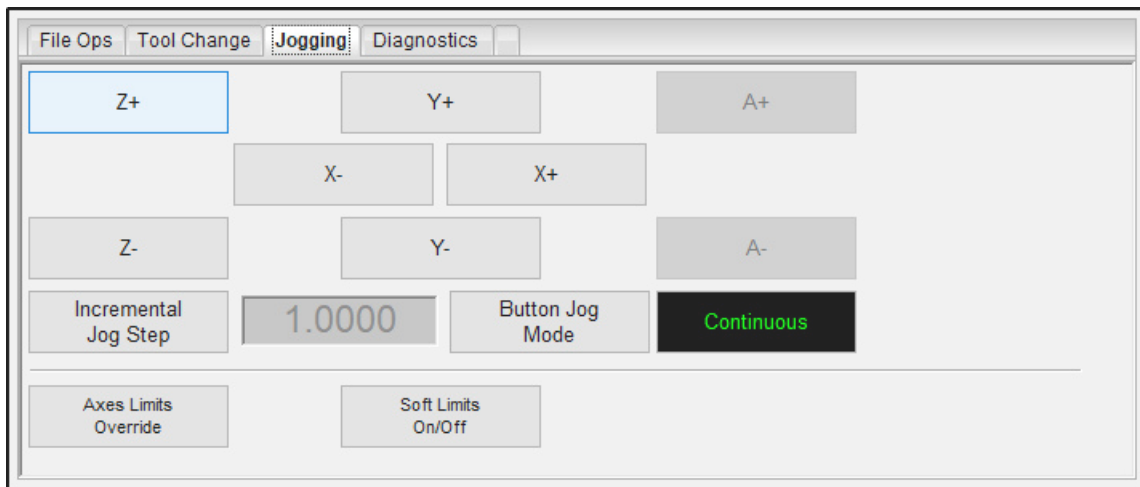 File Ops Tool Change Jogging Diagnostics
Z+ Y+ A+
X- X+
Z- Y- A-
Incremental
Jog Step
1.0000
Button Jog
Mode
Continuous
Axes Limits
Override
Soft Limits
On/Off